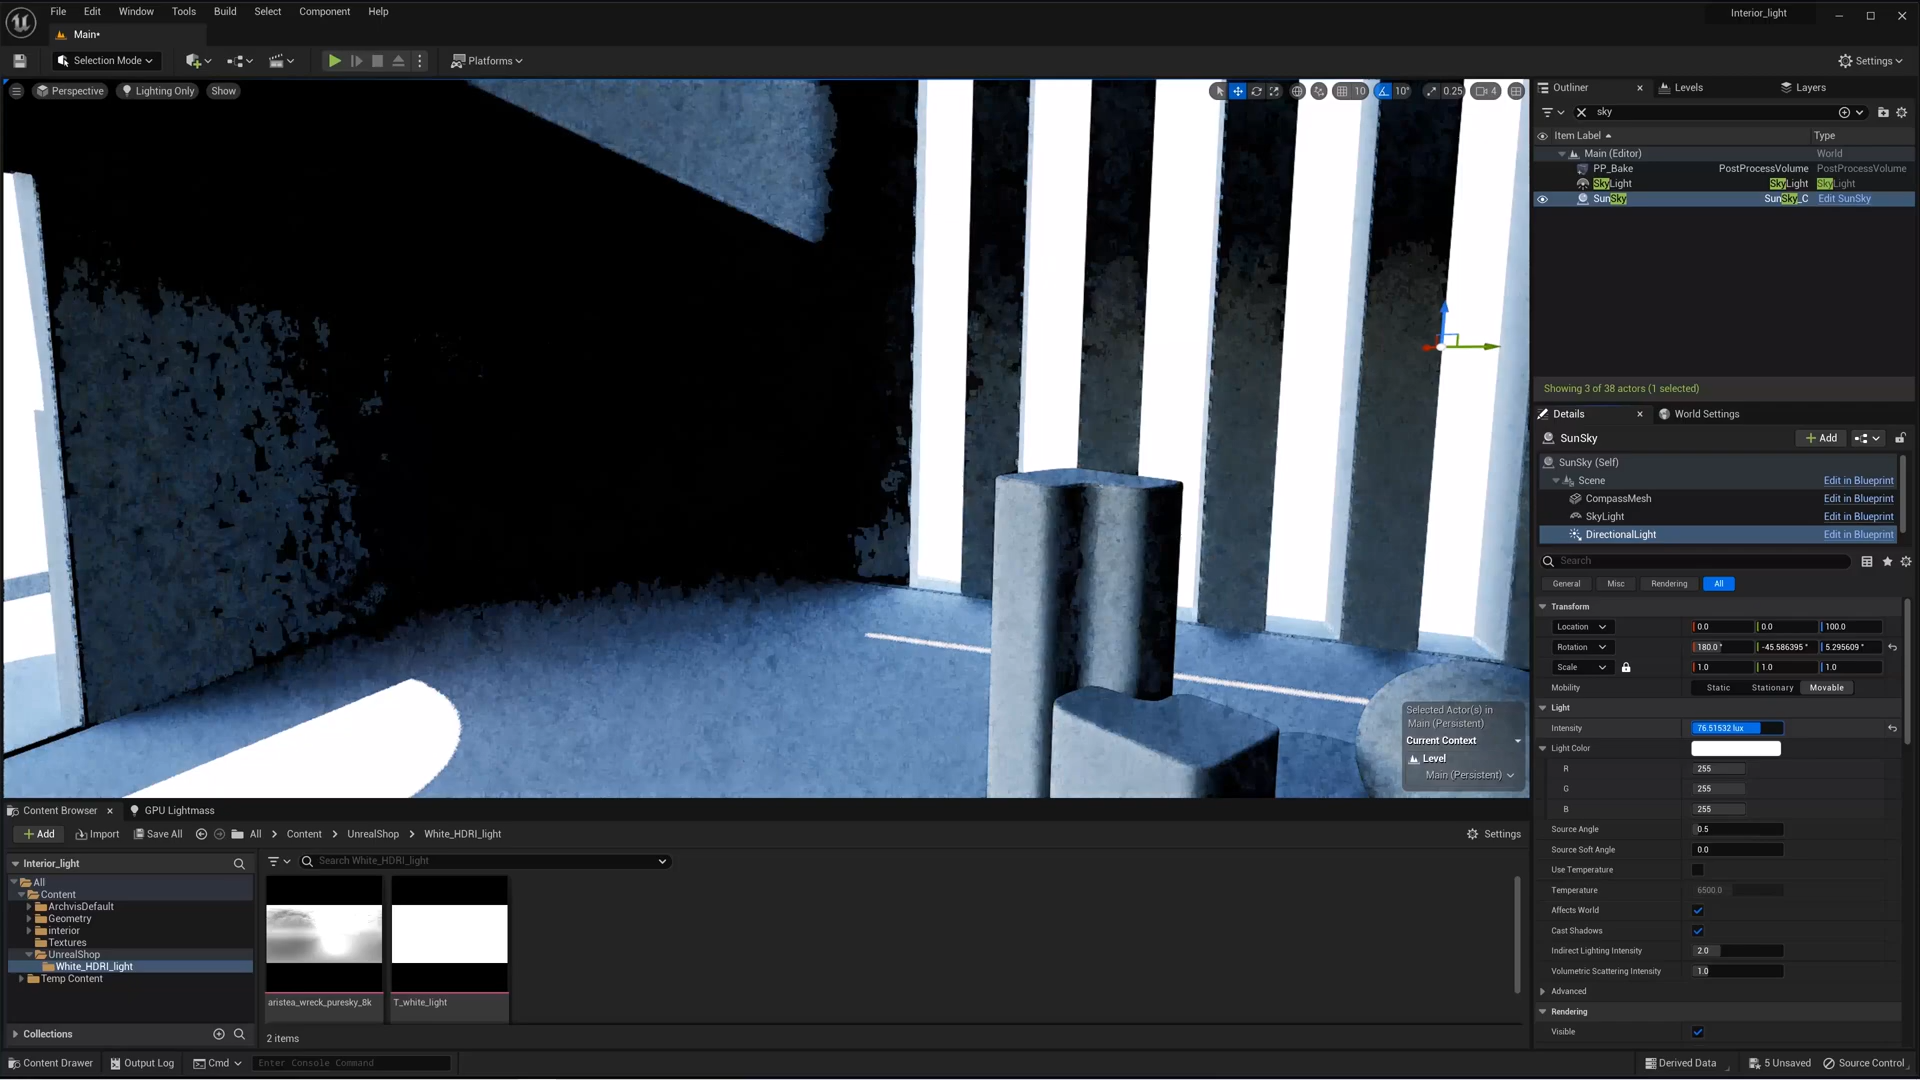 File Edit Window Tools Build Select Component Help
Interior_light
Main•
Selection Mode
Platforms
Settings
Perspective Lighting Only Show
10 10° 0.25 4
Outliner Levels Layers
sky
Item Label Type
Main (Editor) World
PP_Bake PostProcessVolume PostProcessVolume
SkyLight SkyLight SkyLight
SunSky SunSky_C Edit SunSky
Showing 3 of 38 actors (1 selected)
Details World Settings
SunSky
Add
SunSky (Self)
Scene Edit in Blueprint
CompassMesh Edit in Blueprint
SkyLight Edit in Blueprint
DirectionalLight Edit in Blueprint
Search
General Misc Rendering All
Transform
Location 0.0 0.0 100.0
Rotation 180.0 ° -45.586395 ° 5.295609 °
Scale 1.0 1.0 1.0
Mobility Static Stationary Movable
Light
Intensity 76.51532 lux
Light Color
R 255
G 255
B 255
Source Angle 0.5
Source Soft Angle 0.0
Use Temperature
Temperature 6500.0
Affects World
Cast Shadows
Indirect Lighting Intensity 2.0
Volumetric Scattering Intensity 1.0
Advanced
Rendering
Visible
Selected Actor(s) in
Main (Persistent)
Current Context
Level
Main (Persistent)
Content Browser GPU Lightmass
Add Import Save All All Content UnrealShop White_HDRI_light Settings
Interior_light
Search White_HDRI_light
All
Content
ArchvisDefault
Geometry
interior
Textures
UnrealShop
White_HDRI_light
Temp Content
aristea_wreck_puresky_8k T_white_light
Collections
2 items
Content Drawer Output Log Cmd Enter Console Command
Derived Data 5 Unsaved Source Control